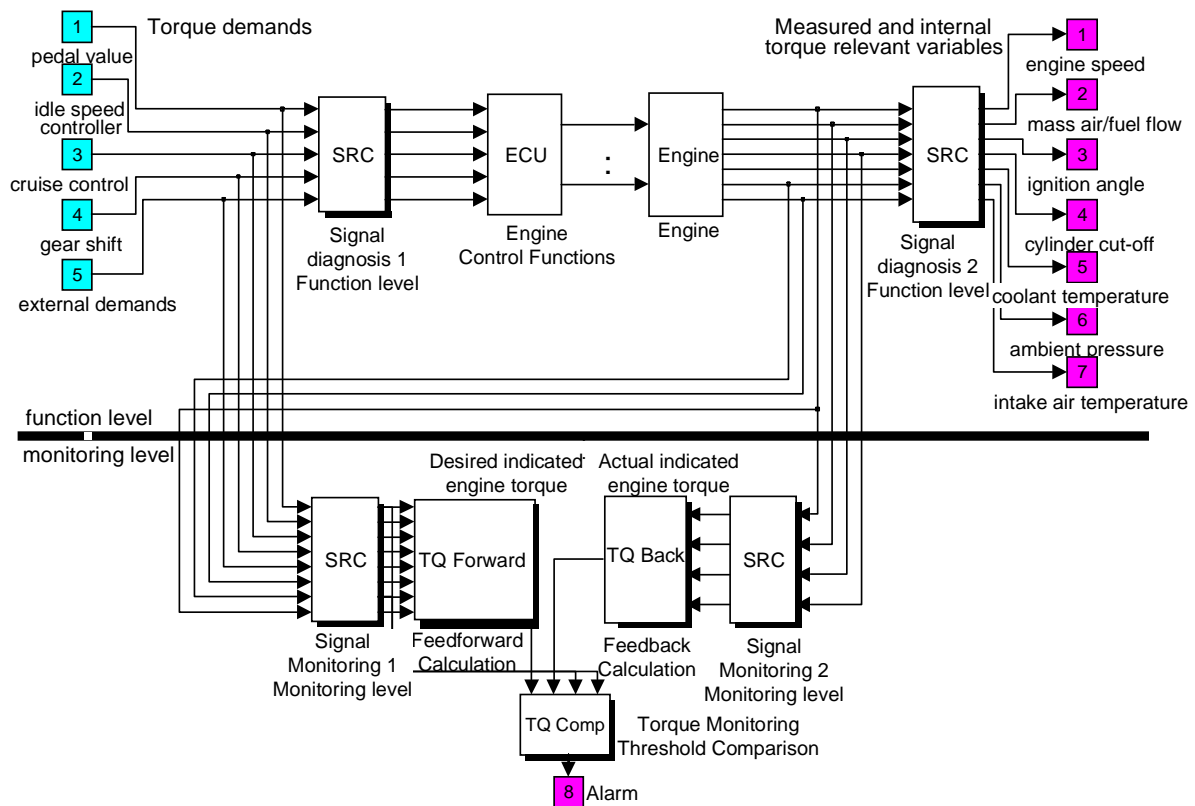 1
Torque demands
pedal value
2
idle speed
controller
3
cruise control
4
gear shift
5
external demands
SRC
Signal
diagnosis 1
Function level
ECU
Engine
Control Functions
:
Engine
Engine
Measured and internal
torque relevant variables
SRC
Signal
diagnosis 2
Function level
1
engine speed
2
mass air/fuel flow
3
ignition angle
4
cylinder cut-off
5
coolant temperature
6
ambient pressure
7
intake air temperature
function level
monitoring level
SRC
Signal
Monitoring 1
Monitoring level
Desired indicated
engine torque
TQ Forward
Feedforward
Calculation
Actual indicated
engine torque
TQ Back
Feedback
Calculation
SRC
Signal
Monitoring 2
Monitoring level
TQ Comp
Torque Monitoring
Threshold Comparison
8
Alarm